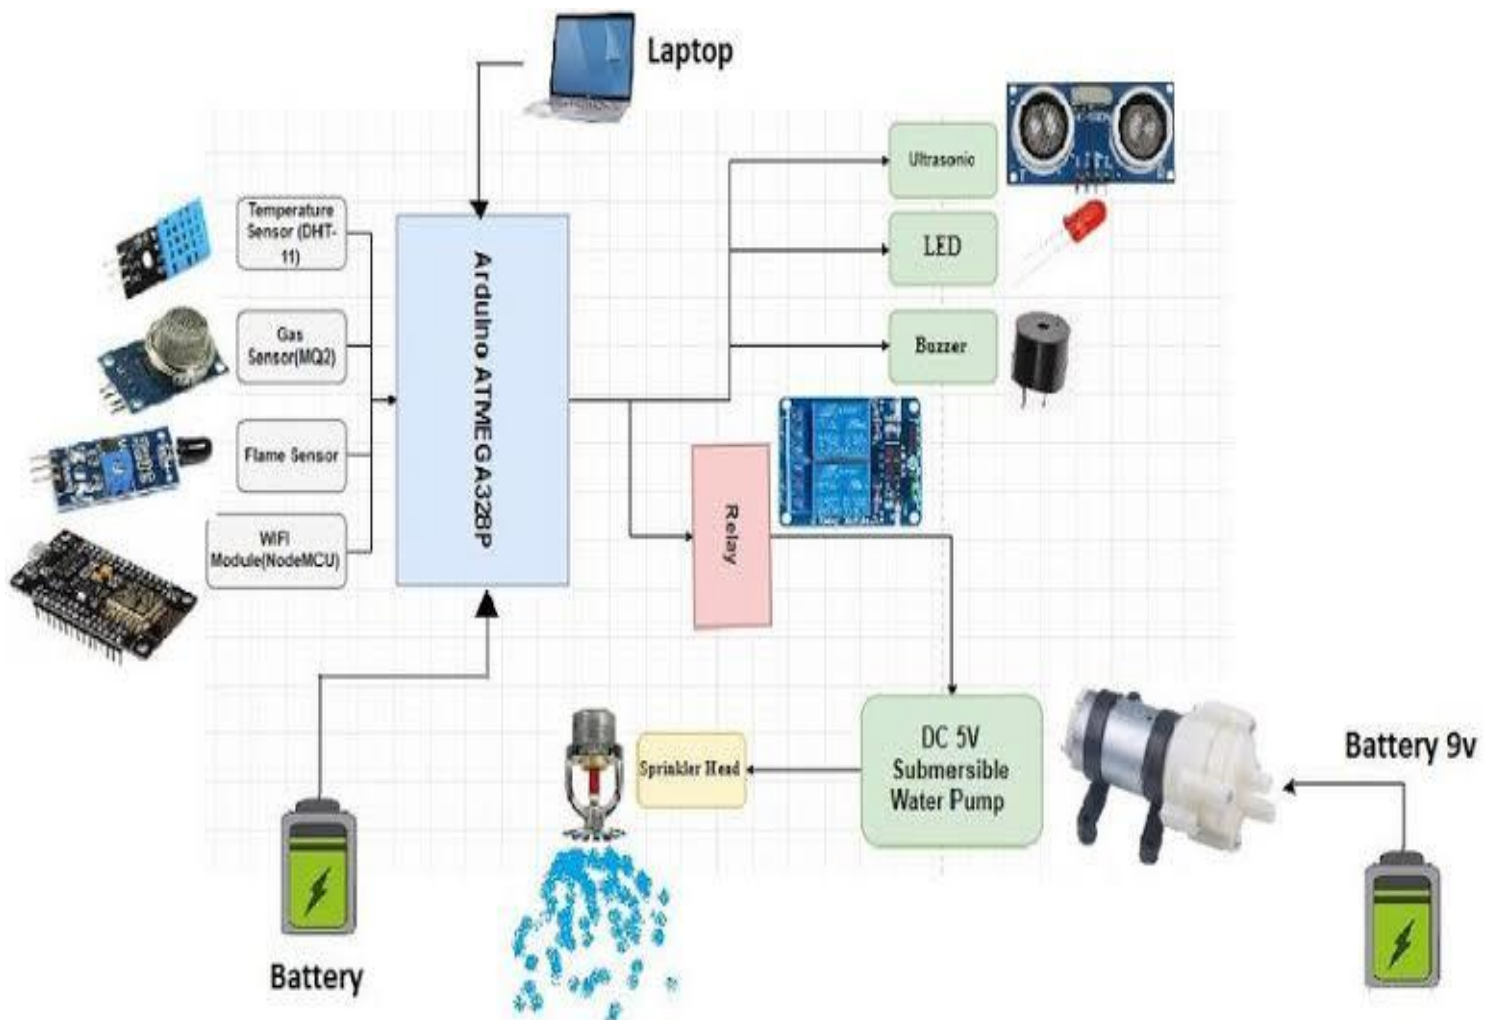 Laptop
Ultrasonic
Temperature
Sensor (DHT-
11)
LED
Gas
Sensor(MQ2)
Buzzer
Arduino ATMEGA328P
Flame Sensor
Relay
WIFI
Module(NodeMCU)
DC 5V
Submersible
Water Pump
Sprinkler Head
Battery 9v
Battery